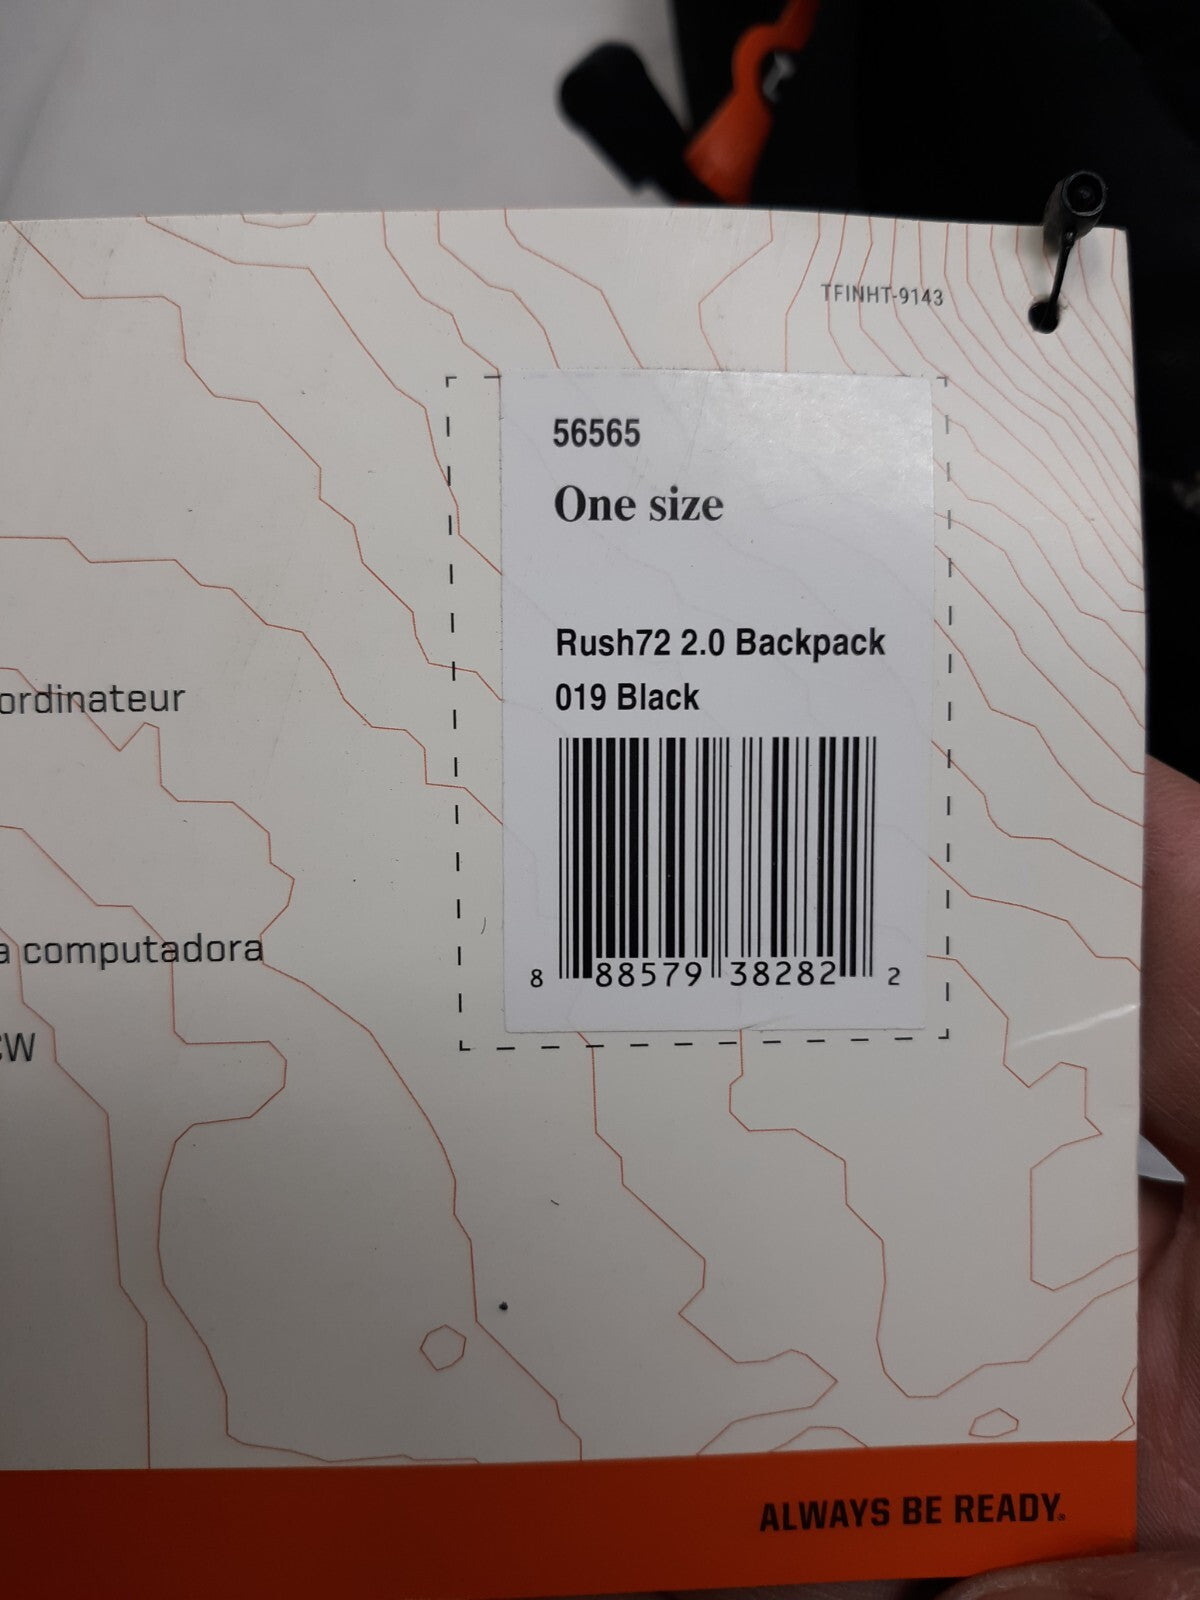 TFINHT-9143
56565
One size
Rush72 2.0 Backpack
019 Black
8 88579 38282 2
ordinateur
a computadora
CW
ALWAYS BE READY®